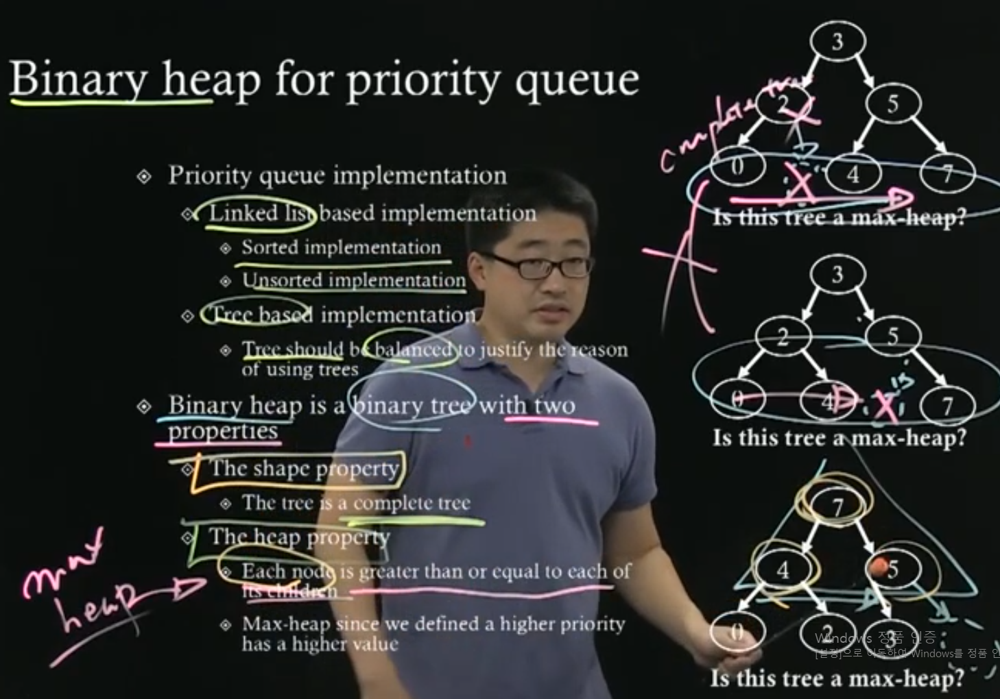 Binary heap for priority queue
Priority queue implementation
Linked list based implementation
Sorted implementation
Unsorted implementation
Tree based implementation
Tree should be balanced to justify the reason
of using trees
Binary heap is a binary tree with two
properties
The shape property
The tree is a complete tree
The heap property
Each node is greater than or equal to each of
its children
Max-heap since we defined a higher priority
has a higher value
max
heap
complete tree
3
2 5
0 X 4 7
Is this tree a max-heap?
3
2 5
0 4 X 7
Is this tree a max-heap?
7
4 5
0 2 3
Is this tree a max-heap?
Windows 정품 인증
[설정]으로 이동하여 Windows를 정품 인